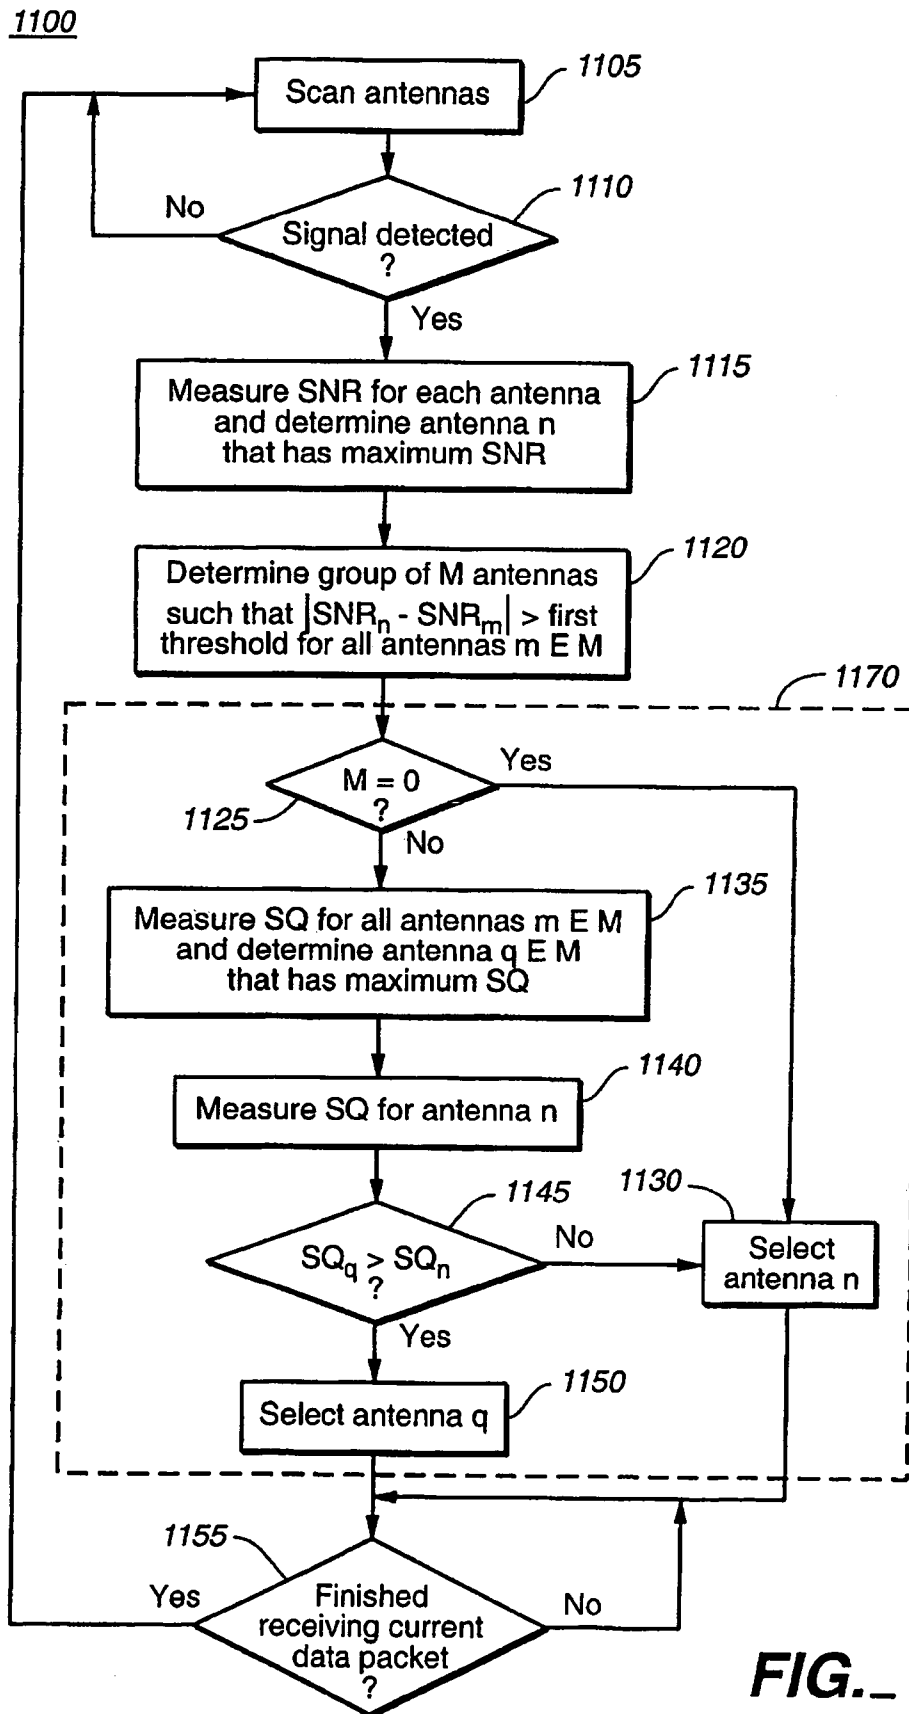 1100
Scan antennas
1105
No
Signal detected
?
1110
Yes
Measure SNR for each antenna
and determine antenna n
that has maximum SNR
1115
Determine group of M antennas
such that |SNRn - SNRm| > first
threshold for all antennas m E M
1120
1170
M = 0
?
Yes
1125
No
Measure SQ for all antennas m E M
and determine antenna q E M
that has maximum SQ
1135
Measure SQ for antenna n
1140
SQq > SQn
?
1145
No
1130
Select
antenna n
Yes
Select antenna q
1150
1155
Yes
Finished
receiving current
data packet
?
No
FIG._